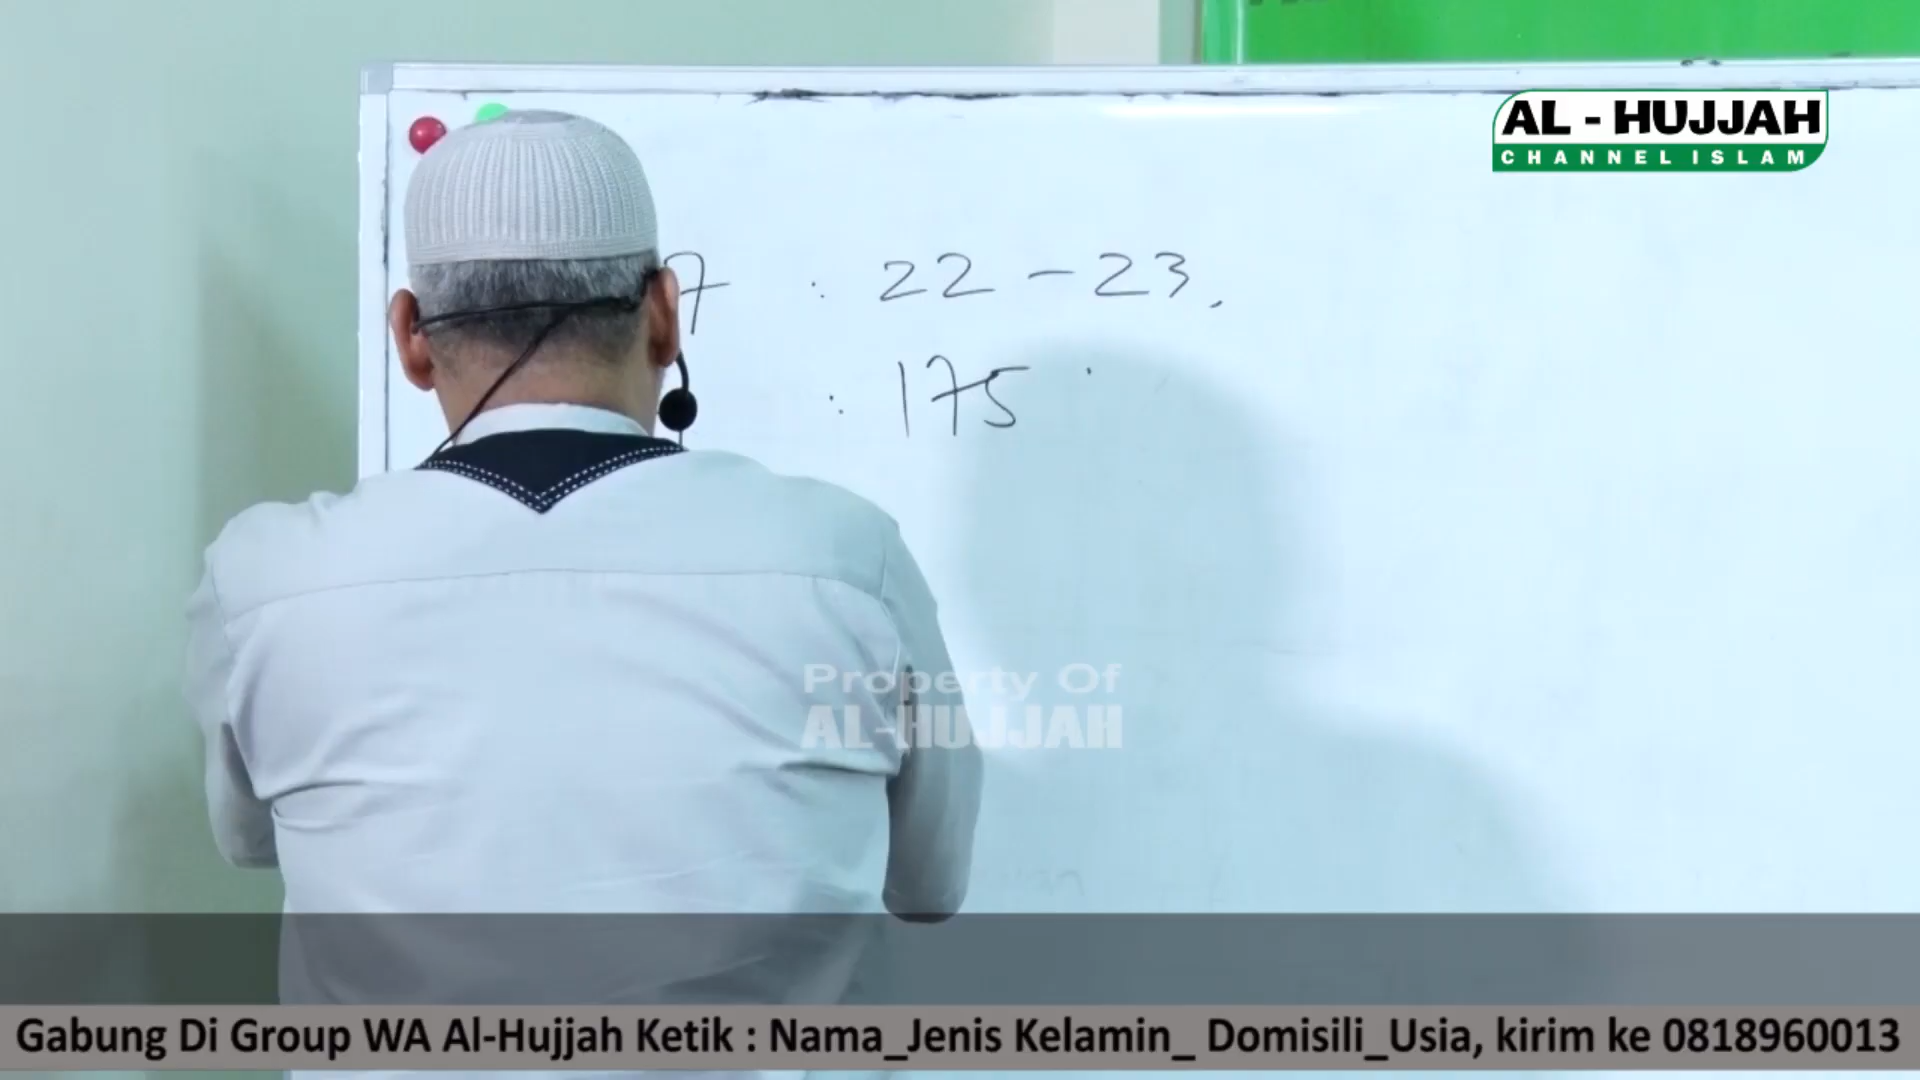 AL - HUJJAH
CHANNEL ISLAM
7 : 22 - 23,
: 175
Property Of
AL-HUJJAH
Gabung Di Group WA Al-Hujjah Ketik : Nama_Jenis Kelamin_ Domisili_Usia, kirim ke 0818960013